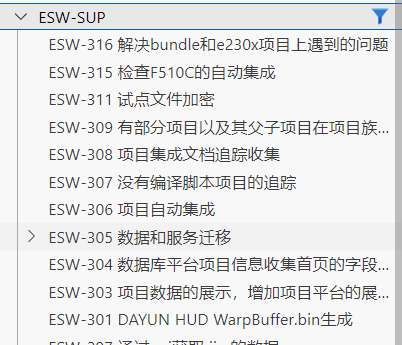 ESW-SUP
ESW-316 解决bundle和e230x项目上遇到的问题
ESW-315 检查F510C的自动集成
ESW-311 试点文件加密
ESW-309 有部分项目以及其父子项目在项目族...
ESW-308 项目集成文档追踪收集
ESW-307 没有编译脚本项目的追踪
ESW-306 项目自动集成
ESW-305 数据和服务迁移
ESW-304 数据库平台项目信息收集首页的字段...
ESW-303 项目数据的展示，增加项目平台的展...
ESW-301 DAYUN HUD WarpBuffer.bin生成